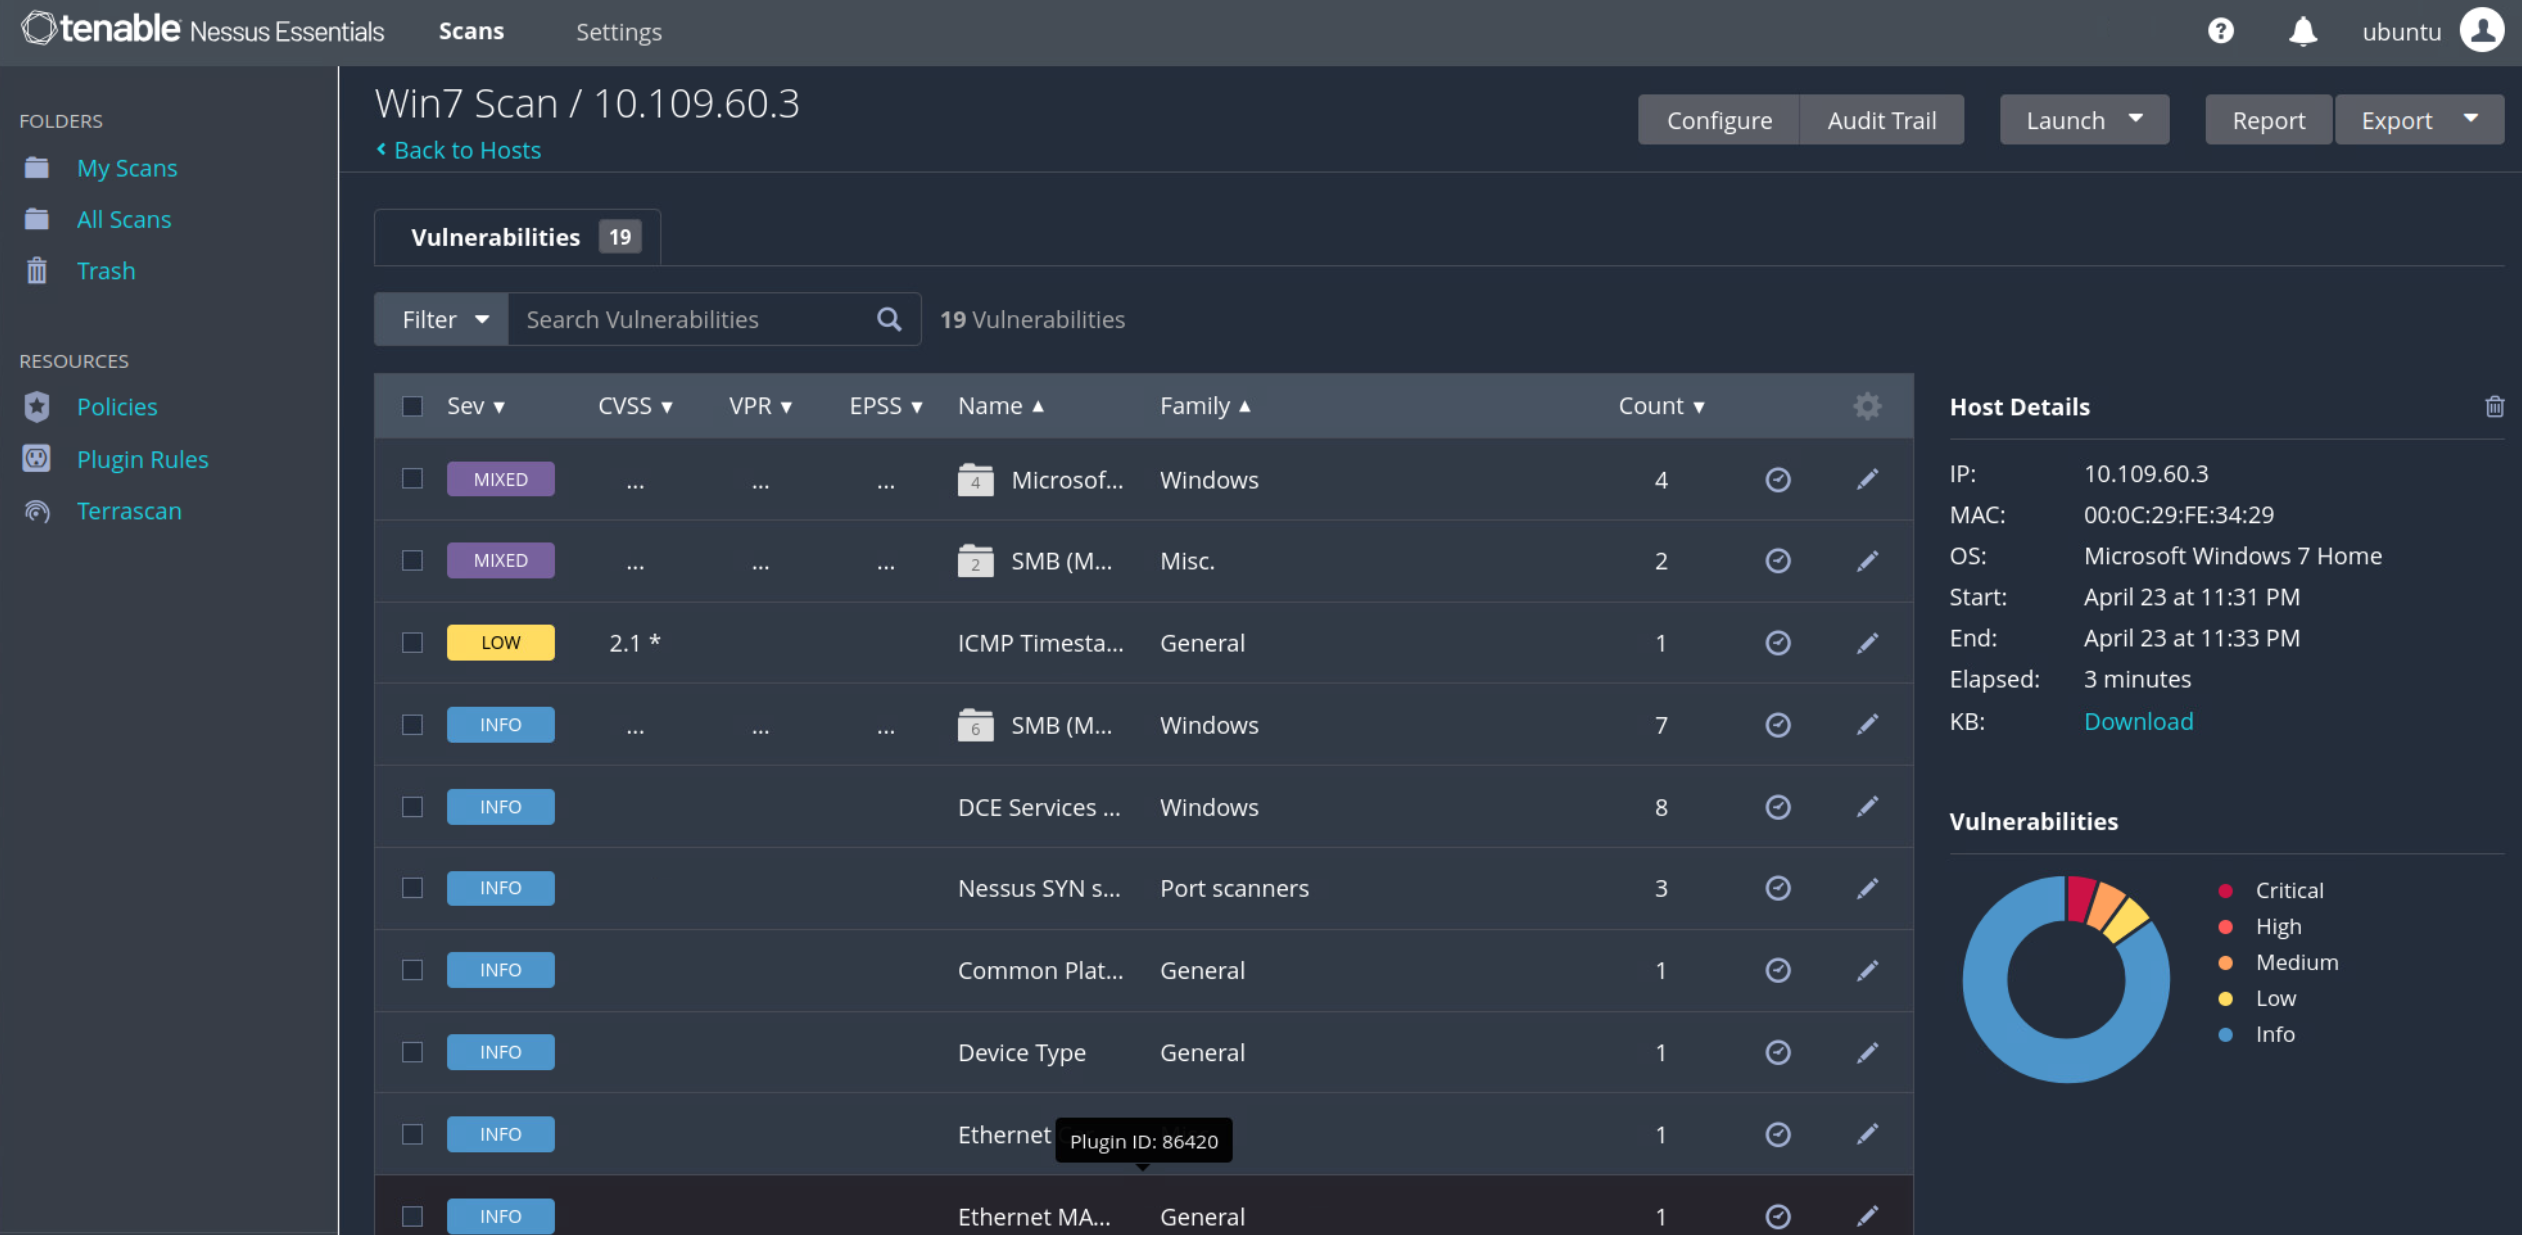 tenable Nessus Essentials Scans Settings ubuntu
FOLDERS
My Scans
All Scans
Trash
RESOURCES
Policies
Plugin Rules
Terrascan
Win7 Scan / 10.109.60.3
Back to Hosts
Configure Audit Trail Launch Report Export
Vulnerabilities 19
Filter Search Vulnerabilities 19 Vulnerabilities
Sev CVSS VPR EPSS Name Family Count
MIXED ... ... ... 4 Microsof... Windows 4
MIXED ... ... ... 2 SMB (M... Misc. 2
LOW 2.1 * ICMP Timesta... General 1
INFO ... ... ... 6 SMB (M... Windows 7
INFO DCE Services ... Windows 8
INFO Nessus SYN s... Port scanners 3
INFO Common Plat... General 1
INFO Device Type General 1
INFO Ethernet 1
Plugin ID: 86420
INFO Ethernet MA... General 1
Host Details
IP: 10.109.60.3
MAC: 00:0C:29:FE:34:29
OS: Microsoft Windows 7 Home
Start: April 23 at 11:31 PM
End: April 23 at 11:33 PM
Elapsed: 3 minutes
KB: Download
Vulnerabilities
Critical
High
Medium
Low
Info